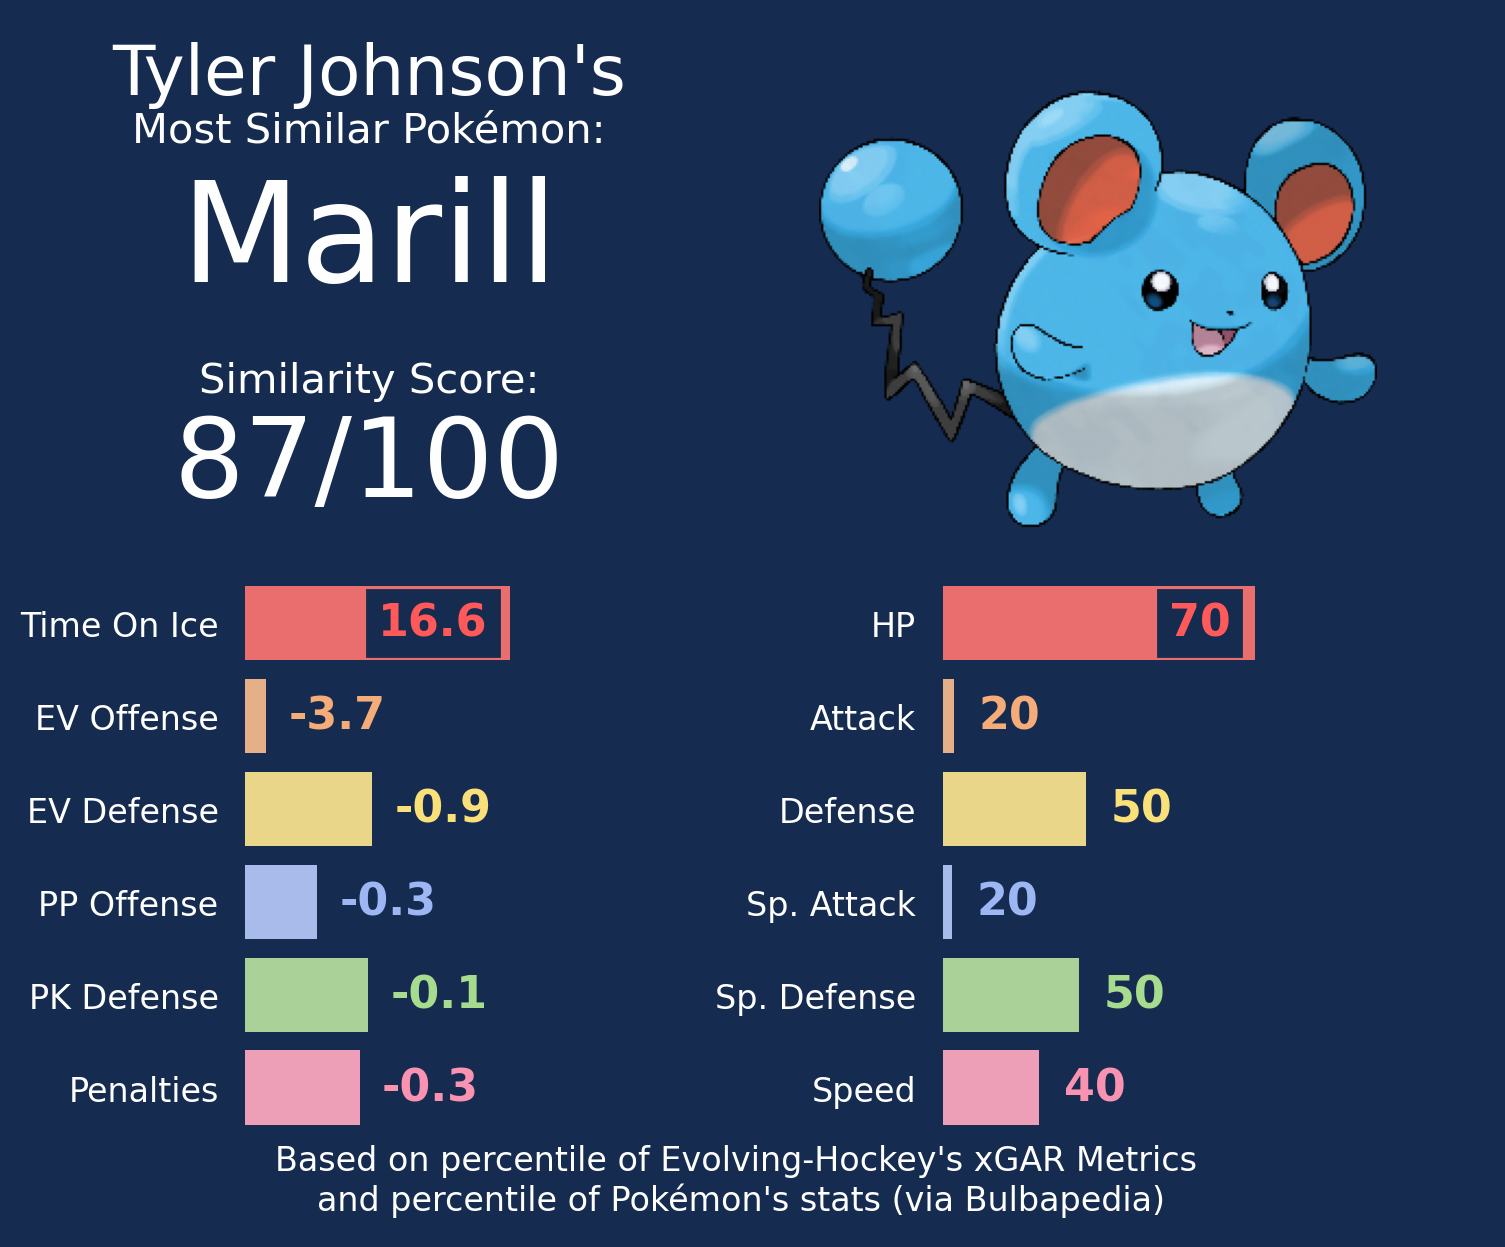 Tyler Johnson's
Most Similar Pokémon:
Marill
Similarity Score:
87/100
Time On Ice 16.6
EV Offense -3.7
EV Defense -0.9
PP Offense -0.3
PK Defense -0.1
Penalties -0.3
HP 70
Attack 20
Defense 50
Sp. Attack 20
Sp. Defense 50
Speed 40
Based on percentile of Evolving-Hockey's xGAR Metrics
and percentile of Pokémon's stats (via Bulbapedia)